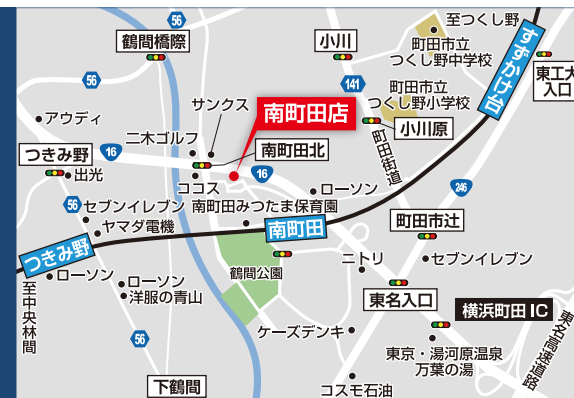 56
至つくし野
鶴間橋際
小川
町田市立
つくし野中学校
すずかけ台
東工大
入口
56
141
町田市立
つくし野小学校
サンクス
南町田店
アウディ
小川原
二木ゴルフ
町田街道
つきみ野
16
南町田北
出光
ココス
16
246
ローソン
56
セブンイレブン
南町田みつたま保育園
ヤマダ電機
町田市辻
南町田
つきみ野
鶴間公園
ニトリ
セブンイレブン
ローソン
ローソン
洋服の青山
至中央林間
東名入口
横浜町田 IC
東名高速道路
56
ケーズデンキ
東京・湯河原温泉
万葉の湯
下鶴間
コスモ石油